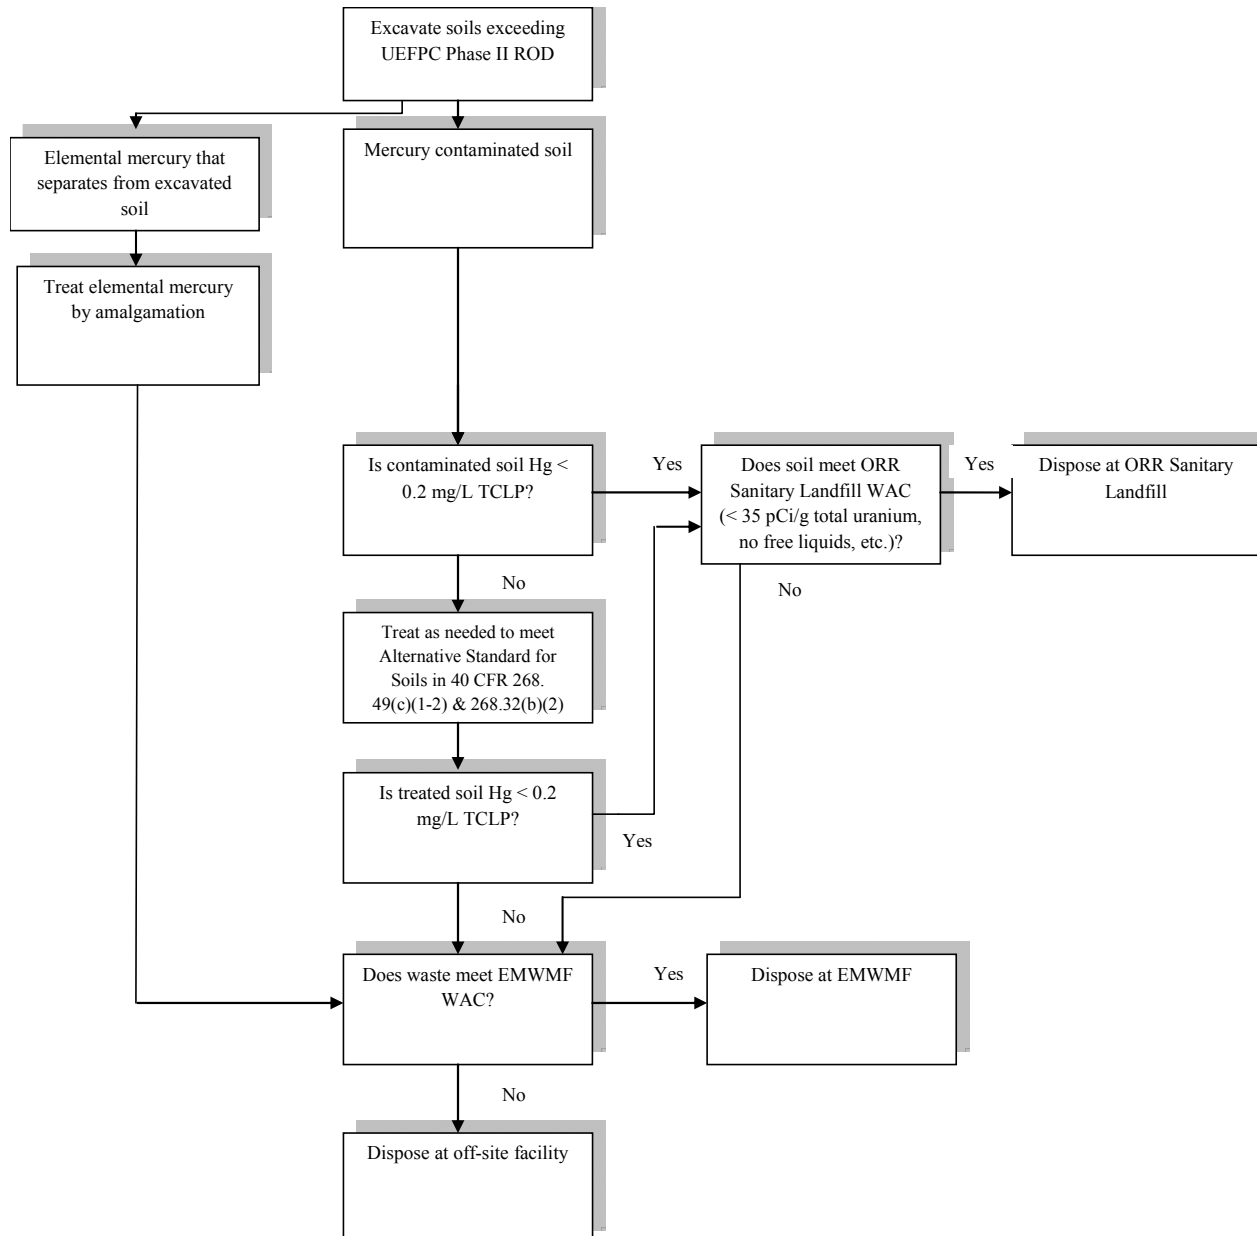 Excavate soils exceeding
UEFPC Phase II ROD
Elemental mercury that
separates from excavated
soil
Mercury contaminated soil
Treat elemental mercury
by amalgamation
Is contaminated soil Hg <
0.2 mg/L TCLP?
Yes
Does soil meet ORR
Sanitary Landfill WAC
(< 35 pCi/g total uranium,
no free liquids, etc.)?
Yes
Dispose at ORR Sanitary
Landfill
No
No
Treat as needed to meet
Alternative Standard for
Soils in 40 CFR 268.
49(c)(1-2) & 268.32(b)(2)
Is treated soil Hg < 0.2
mg/L TCLP?
Yes
No
Does waste meet EMWMF
WAC?
Yes
Dispose at EMWMF
No
Dispose at off-site facility